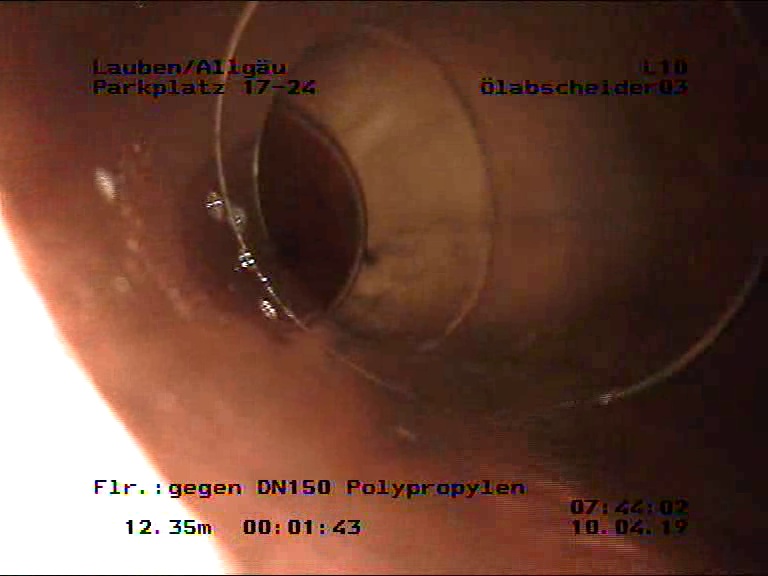 Lauben/Allgäu
L10
Parkplatz 17-24
Ölabscheider03
Flr.:gegen DN150 Polypropylen
07:44:02
12.35m 00:01:43
10.04.19